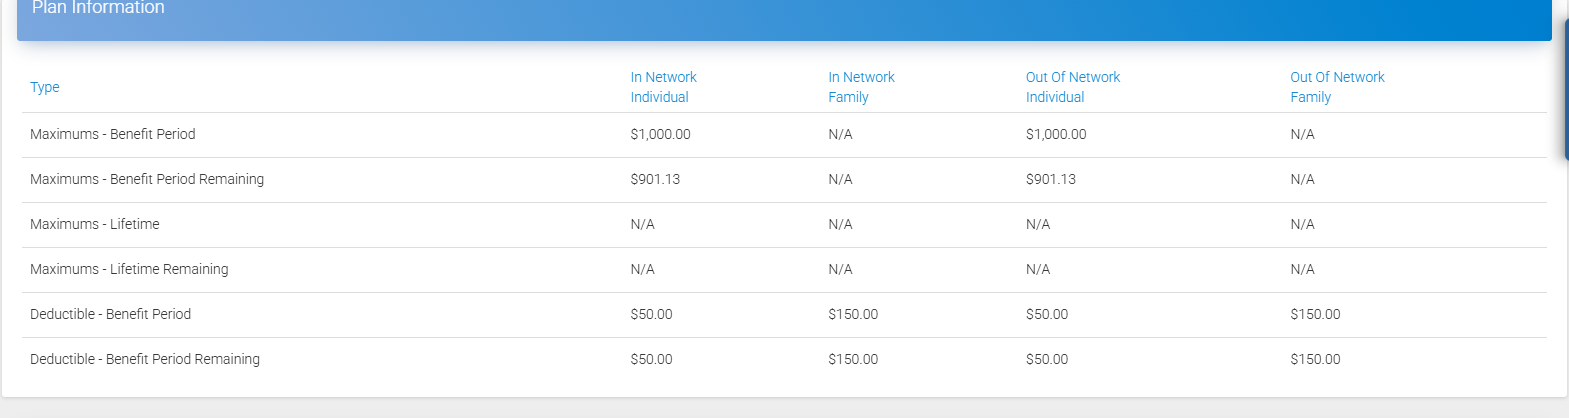 Plan Information
Type In Network Individual In Network Family Out Of Network Individual Out Of Network Family
Maximums - Benefit Period $1,000.00 N/A $1,000.00 N/A
Maximums - Benefit Period Remaining $901.13 N/A $901.13 N/A
Maximums - Lifetime N/A N/A N/A N/A
Maximums - Lifetime Remaining N/A N/A N/A N/A
Deductible - Benefit Period $50.00 $150.00 $50.00 $150.00
Deductible - Benefit Period Remaining $50.00 $150.00 $50.00 $150.00